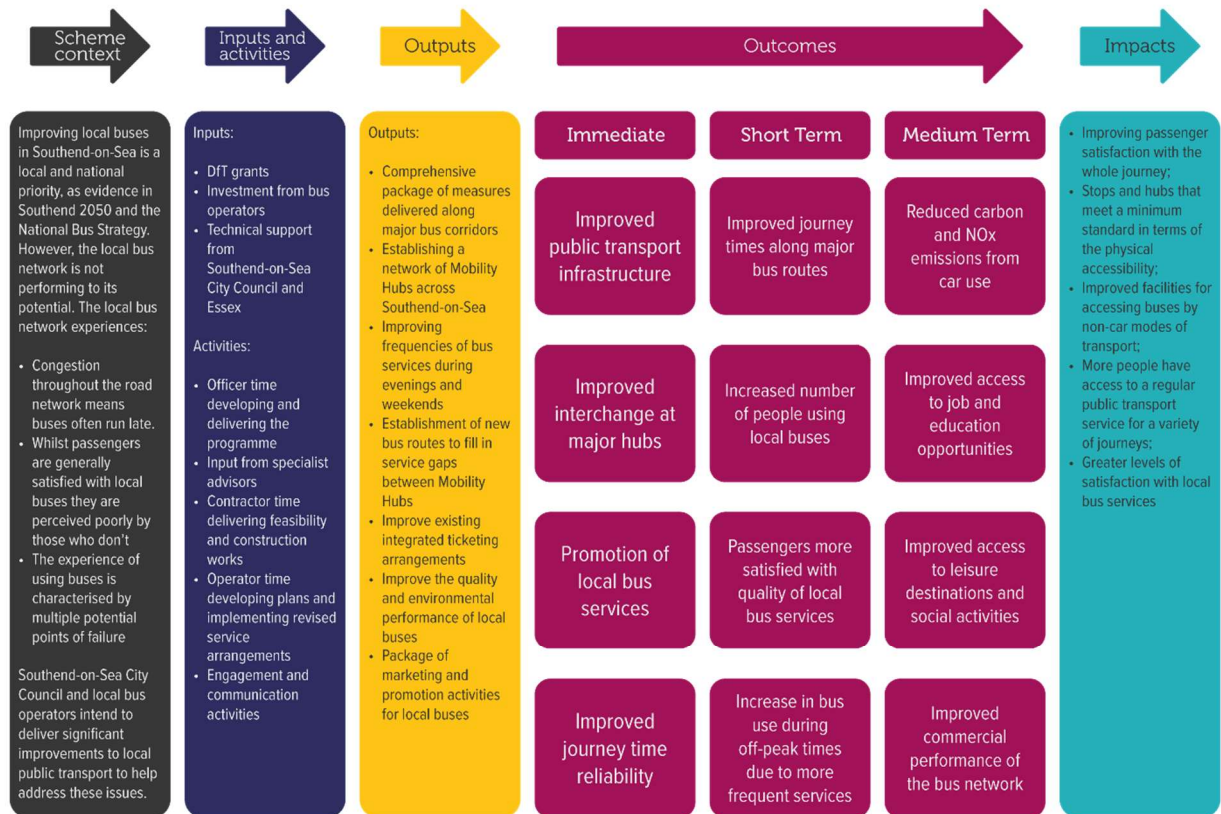 Scheme
context
Inputs and
activities
Outputs
Outcomes
Impacts
Improving local buses
in Southend-on-Sea is a
local and national
priority, as evidence in
Southend 2050 and the
National Bus Strategy.
However, the local bus
network is not
performing to its
potential. The local bus
network experiences:
• Congestion
throughout the road
network means
buses often run late.
• Whilst passengers
are generally
satisfied with local
buses they are
perceived poorly by
those who don't
• The experience of
using buses is
characterised by
multiple potential
points of failure
Southend-on-Sea City
Council and local bus
operators intend to
deliver significant
improvements to local
public transport to help
address these issues.
Inputs:
• DfT grants
• Investment from bus
operators
• Technical support
from
Southend-on-Sea
City Council and
Essex
Activities:
• Officer time
developing and
delivering the
programme
• Input from specialist
advisors
• Contractor time
delivering feasibility
and construction
works
• Operator time
developing plans and
implementing revised
service
arrangements
• Engagement and
communication
activities
Outputs:
• Comprehensive
package of measures
delivered along
major bus corridors
• Establishing a
network of Mobility
Hubs across
Southend-on-Sea
• Improving
frequencies of bus
services during
evenings and
weekends
• Establishment of new
bus routes to fill in
service gaps
between Mobility
Hubs
• Improve existing
integrated ticketing
arrangements
• Improve the quality
and environmental
performance of local
buses
• Package of
marketing and
promotion activities
for local buses
Immediate
Improved
public transport
infrastructure
Improved
interchange at
major hubs
Promotion of
local bus
services
Improved
journey time
reliability
Short Term
Improved journey
times along major
bus routes
Increased number
of people using
local buses
Passengers more
satisfied with
quality of local
bus services
Increase in bus
use during
off-peak times
due to more
frequent services
Medium Term
Reduced carbon
and NOx
emissions from
car use
Improved access
to job and
education
opportunities
Improved access
to leisure
destinations and
social activities
Improved
commercial
performance of
the bus network
• Improving passenger
satisfaction with the
whole journey;
• Stops and hubs that
meet a minimum
standard in terms of
the physical
accessibility;
• Improved facilities for
accessing buses by
non-car modes of
transport;
• More people have
access to a regular
public transport
service for a variety
of journeys;
• Greater levels of
satisfaction with local
bus services